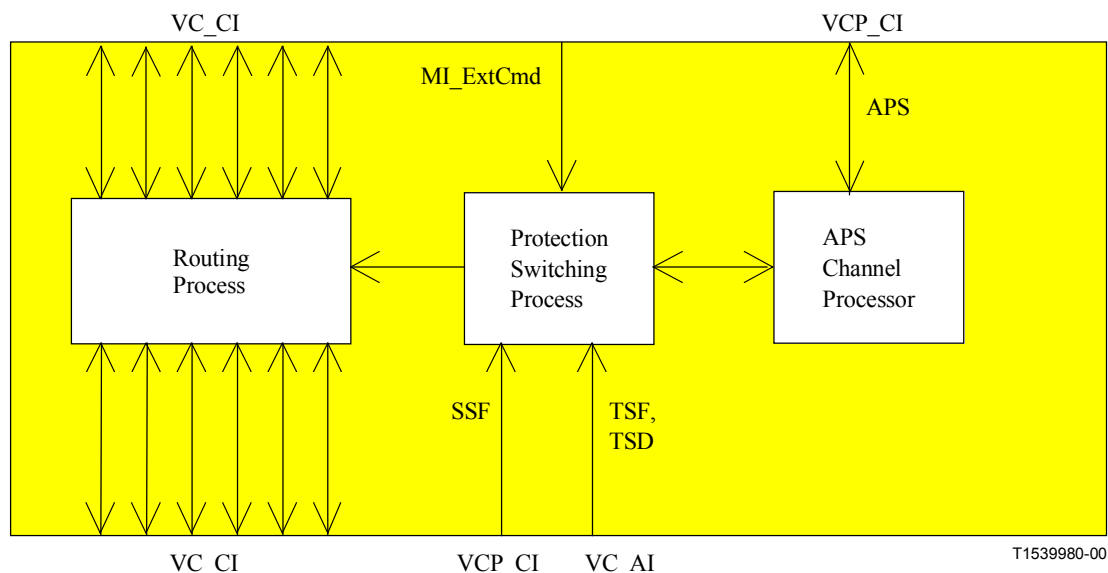 VC_CI
VCP_CI
MI_ExtCmd
APS
Routing
Process
Protection
Switching
Process
APS
Channel
Processor
SSF
TSF,
TSD
VC_CI
VCP_CI
VC_AI
T1539980-00